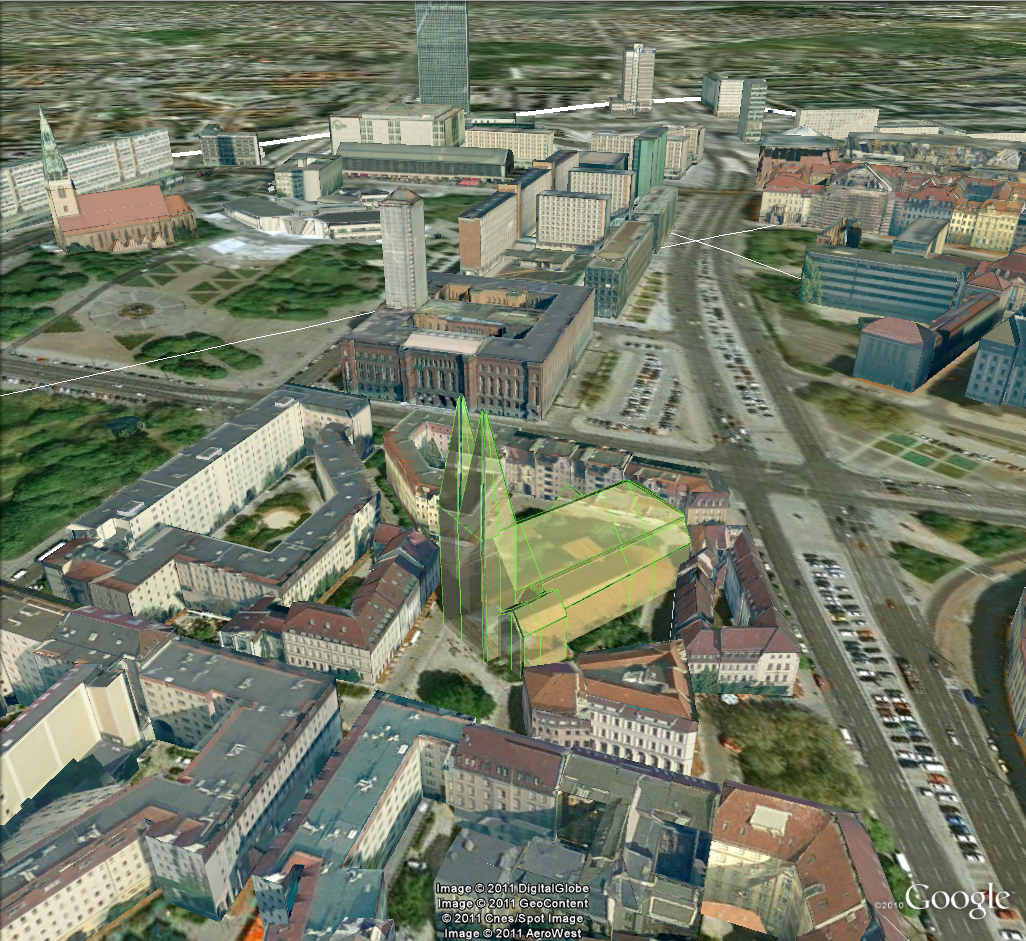 Image © 2011 DigitalGlobe
Image © 2011 GeoContent
© 2011 Cnes/Spot Image
Image © 2011 AeroWest
©2010 Google